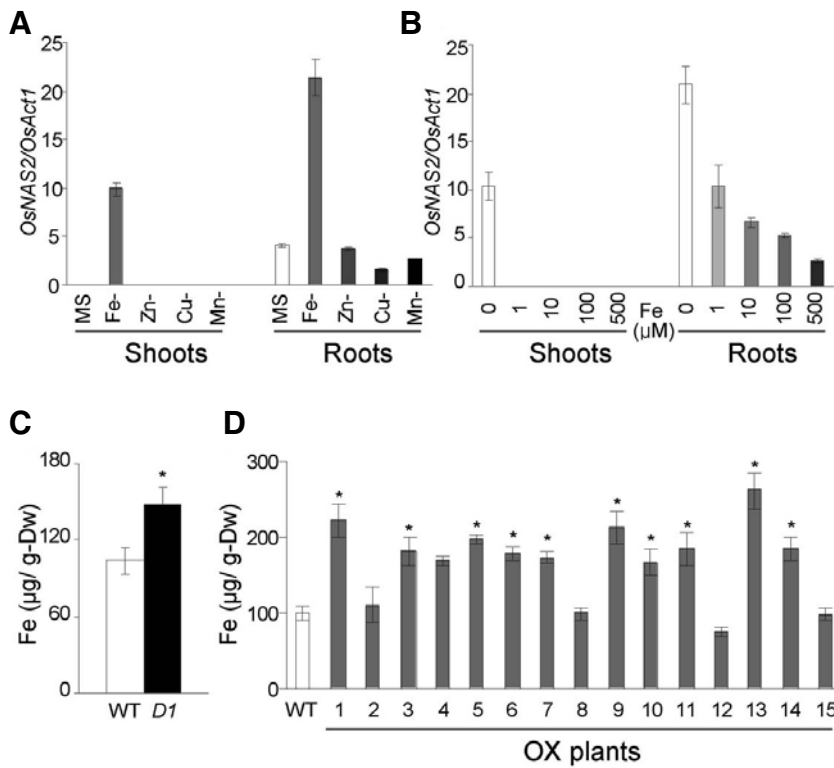 A
25
20
15
10
5
0
OsNAS2/OsAct1
MS
Fe-
Zn-
Cu-
Mn-
MS
Fe-
Zn-
Cu-
Mn-
Shoots
Roots
B
25
20
15
10
5
0
OsNAS2/OsAct1
0
1
10
100
500
Fe
(µM)
0
1
10
100
500
Shoots
Roots
C
180
120
60
0
Fe (µg/ g-Dw)
*
WT D1
D
300
200
100
0
Fe (µg/ g-Dw)
* * * * * * * * * *
WT 1 2 3 4 5 6 7 8 9 10 11 12 13 14 15
OX plants